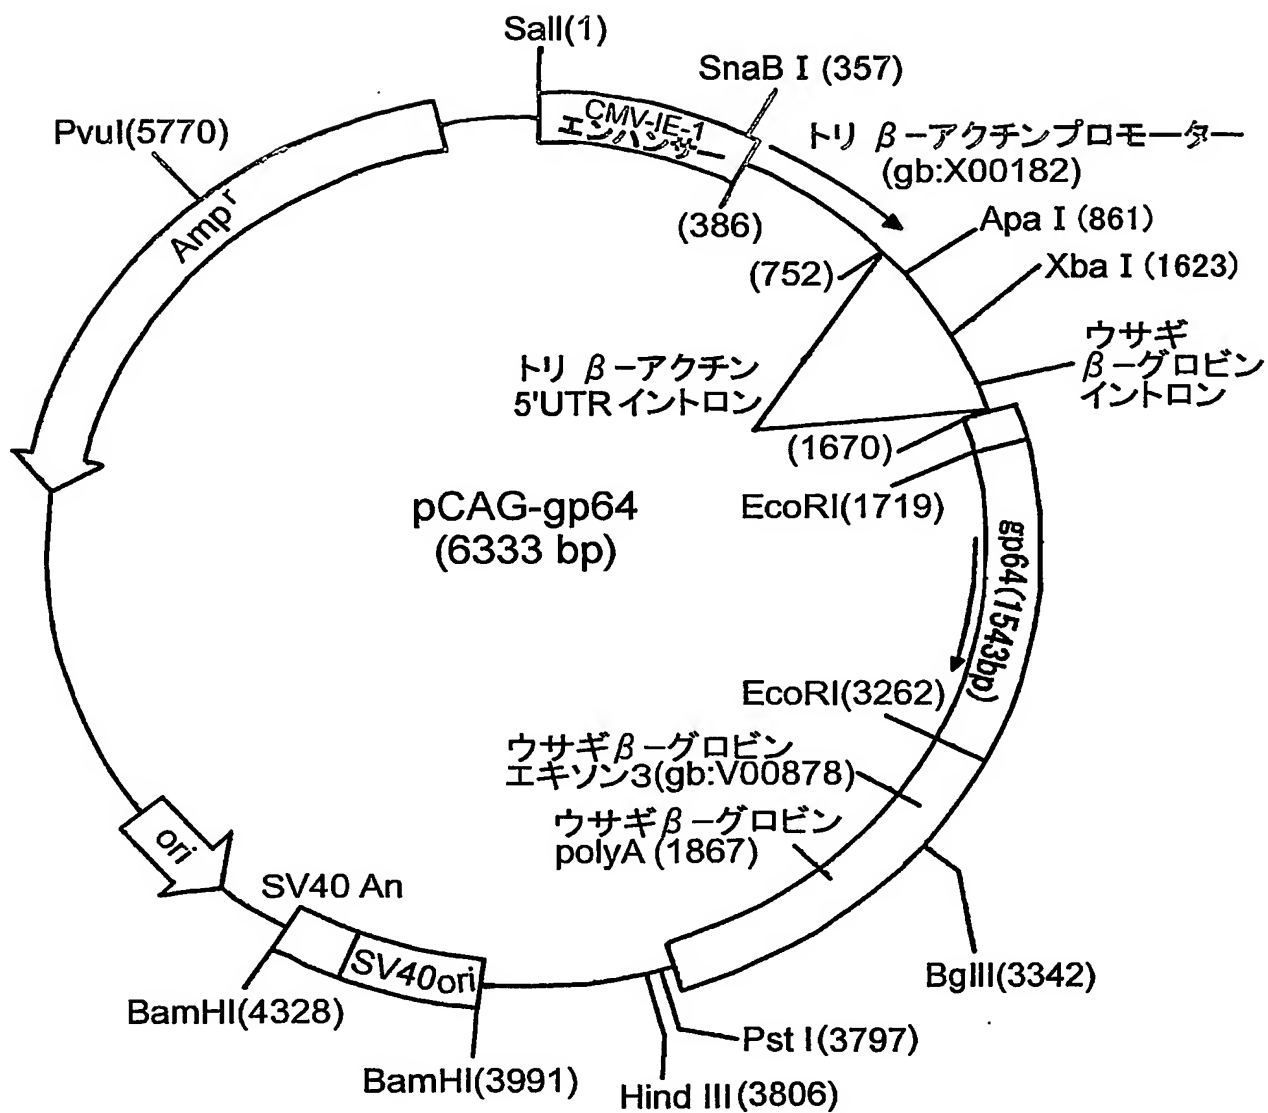 SalI(1)
SnaB I (357)
CMV-IE-1
エンハンサー
PvuI(5770)
トリ β-アクチンプロモーター
(gb:X00182)
Amp^r
(386)
Apa I (861)
(752)
Xba I (1623)
ウサギ
β-グロビン
イントロン
トリ β-アクチン
5'UTR イントロン
(1670)
EcoRI(1719)
pCAG-gp64
(6333 bp)
gp64(1543bp)
EcoRI(3262)
ウサギβ-グロビン
エキソン3(gb:V00878)
ウサギβ-グロビン
polyA (1867)
ori
SV40 An
SV40ori
BglII(3342)
BamHI(4328)
Pst I(3797)
BamHI(3991)
Hind III(3806)